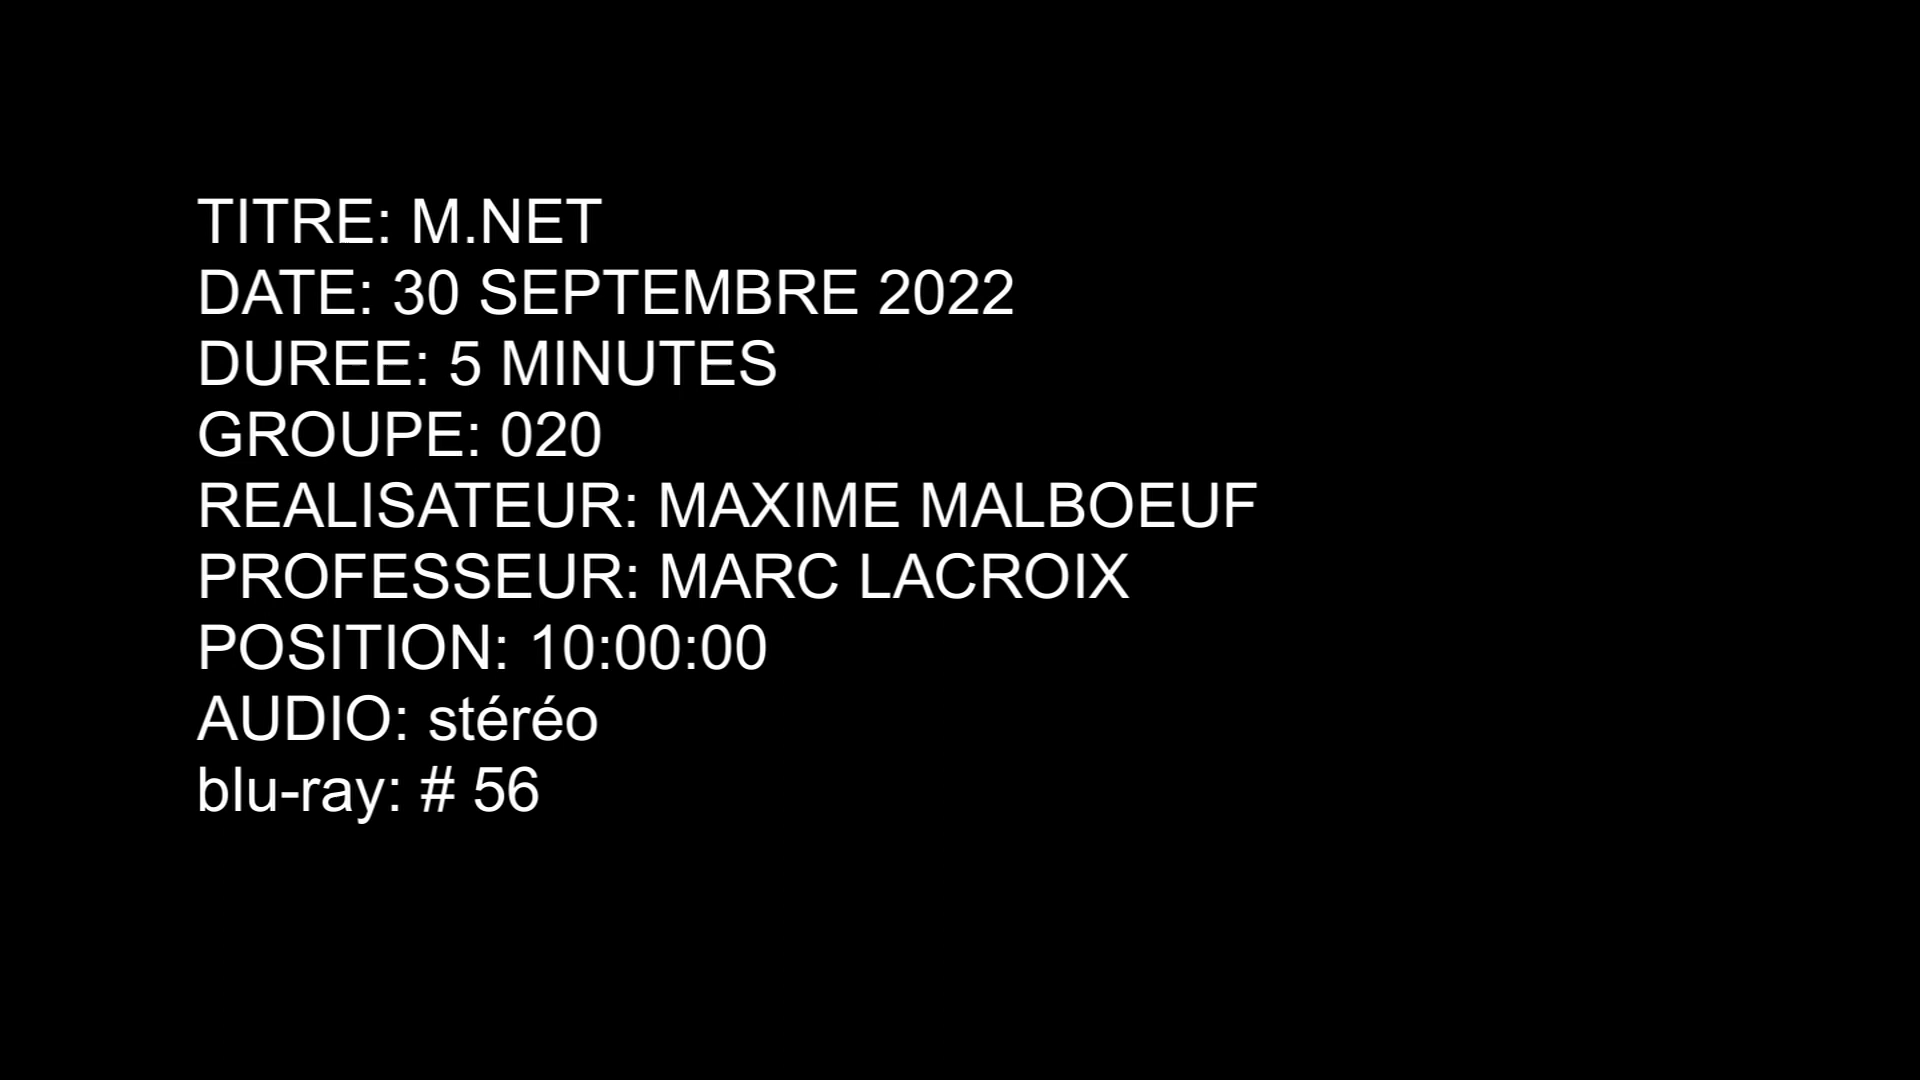 TITRE: M.NET
DATE: 30 SEPTEMBRE 2022
DUREE: 5 MINUTES
GROUPE: 020
REALISATEUR: MAXIME MALBOEUF
PROFESSEUR: MARC LACROIX
POSITION: 10:00:00
AUDIO: stéréo
blu-ray: # 56